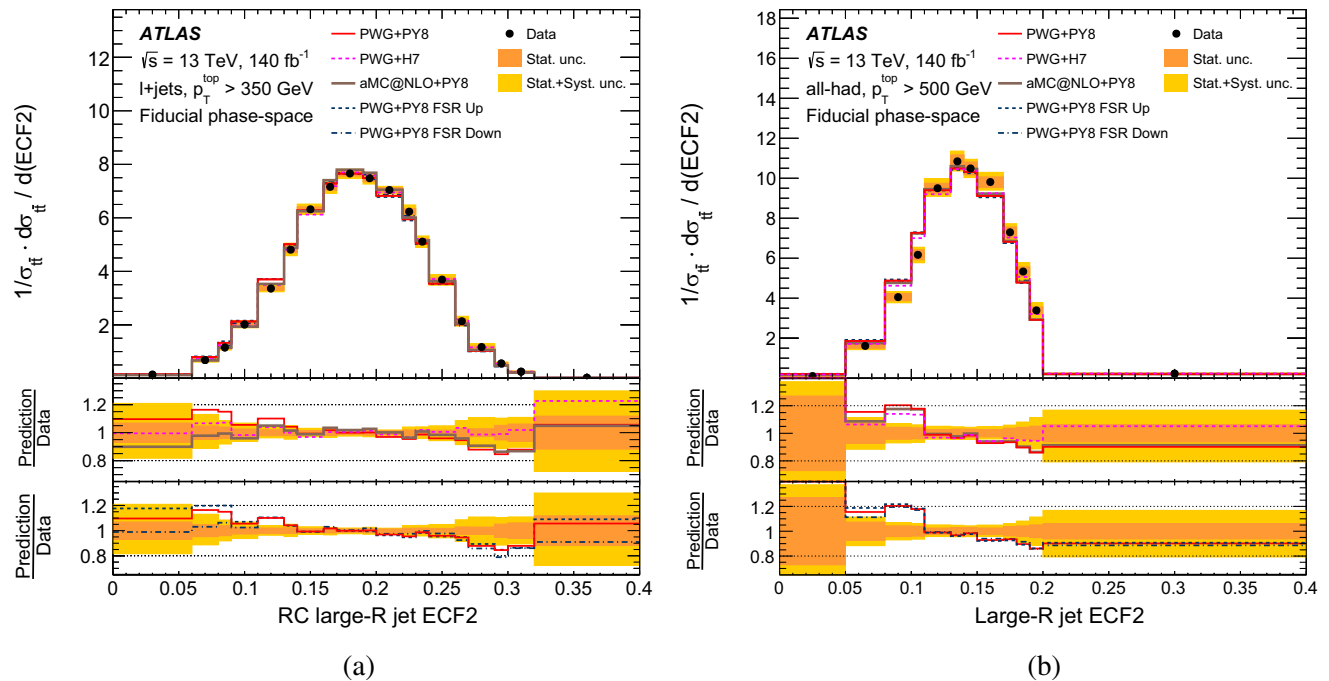 ATLAS
√s = 13 TeV, 140 fb⁻¹
l+jets, p_T^top > 350 GeV
Fiducial phase-space
PWG+PY8
PWG+H7
aMC@NLO+PY8
PWG+PY8 FSR Up
PWG+PY8 FSR Down
Data
Stat. unc.
Stat.+Syst. unc.
1/σ_tt̄ · dσ_tt̄ / d(ECF2)
12
10
8
6
4
2
Prediction
Data
1.2
1
0.8
Prediction
Data
1.2
1
0.8
0 0.05 0.1 0.15 0.2 0.25 0.3 0.35 0.4
RC large-R jet ECF2
(a)
ATLAS
√s = 13 TeV, 140 fb⁻¹
all-had, p_T^top > 500 GeV
Fiducial phase-space
PWG+PY8
PWG+H7
aMC@NLO+PY8
PWG+PY8 FSR Up
PWG+PY8 FSR Down
Data
Stat. unc.
Stat.+Syst. unc.
1/σ_tt̄ · dσ_tt̄ / d(ECF2)
18
16
14
12
10
8
6
4
2
Prediction
Data
1.2
1
0.8
Prediction
Data
1.2
1
0.8
0 0.05 0.1 0.15 0.2 0.25 0.3 0.35 0.4
Large-R jet ECF2
(b)